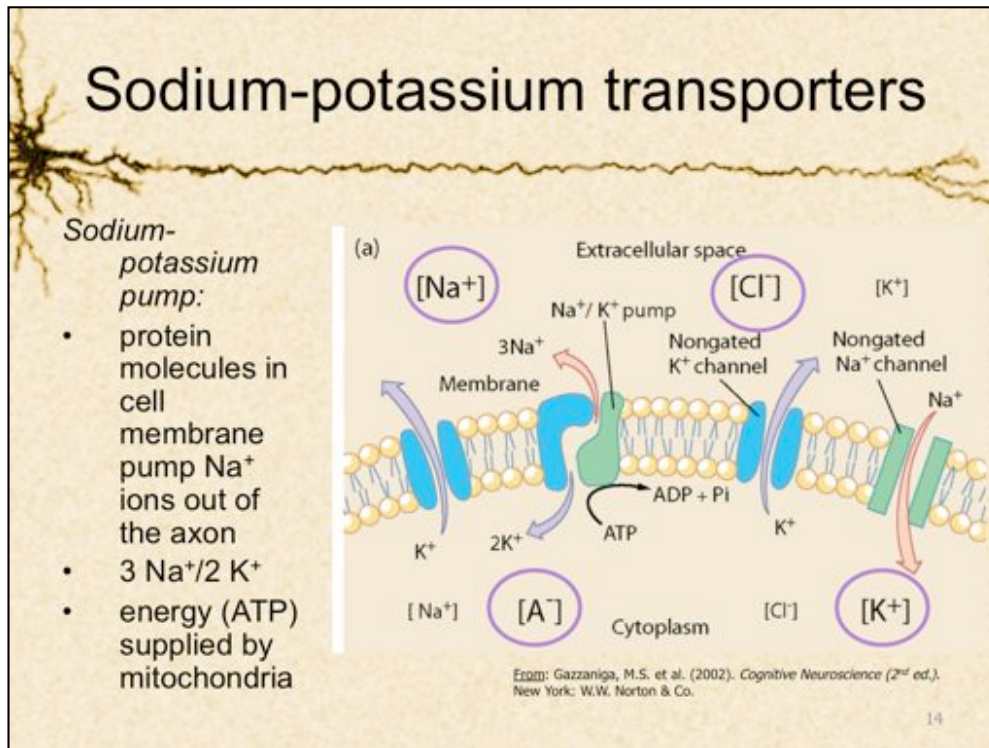 Sodium-potassium transporters
Sodium-
potassium
pump:
• protein
molecules in
cell
membrane
pump Na⁺
ions out of
the axon
• 3 Na⁺/2 K⁺
• energy (ATP)
supplied by
mitochondria
(a)
Extracellular space
[Na⁺]
[Cl⁻]
[K⁺]
Na⁺/ K⁺ pump
3Na⁺
Nongated
K⁺ channel
Nongated
Na⁺ channel
Membrane
Na⁺
ADP + Pi
K⁺
2K⁺
ATP
K⁺
[Na⁺]
[A⁻]
Cytoplasm
[Cl⁻]
[K⁺]
From: Gazzaniga, M.S. et al. (2002). Cognitive Neuroscience (2ⁿᵈ ed.).
New York: W.W. Norton & Co.
14